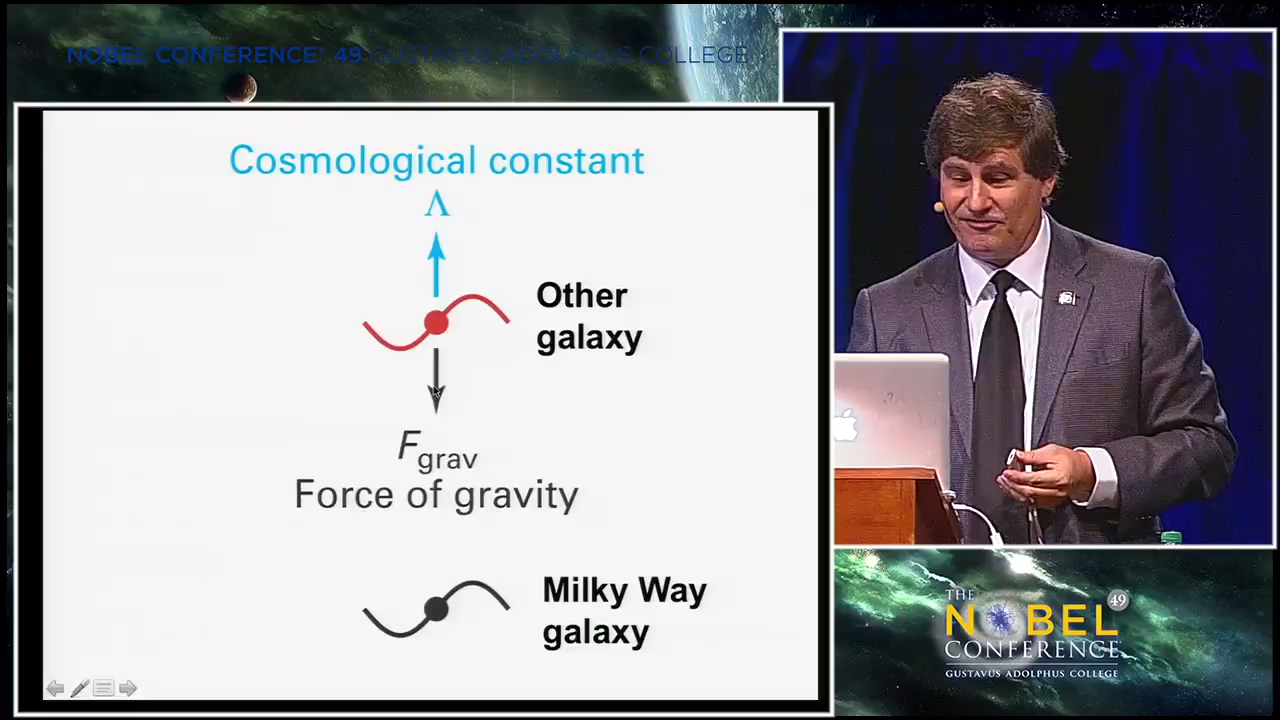 NOBEL CONFERENCE® 49 GUSTAVUS ADOLPHUS COLLEGE
Cosmological constant
Λ
Other
galaxy
F grav
Force of gravity
Milky Way
galaxy
THE
NOBEL 49
CONFERENCE
GUSTAVUS ADOLPHUS COLLEGE